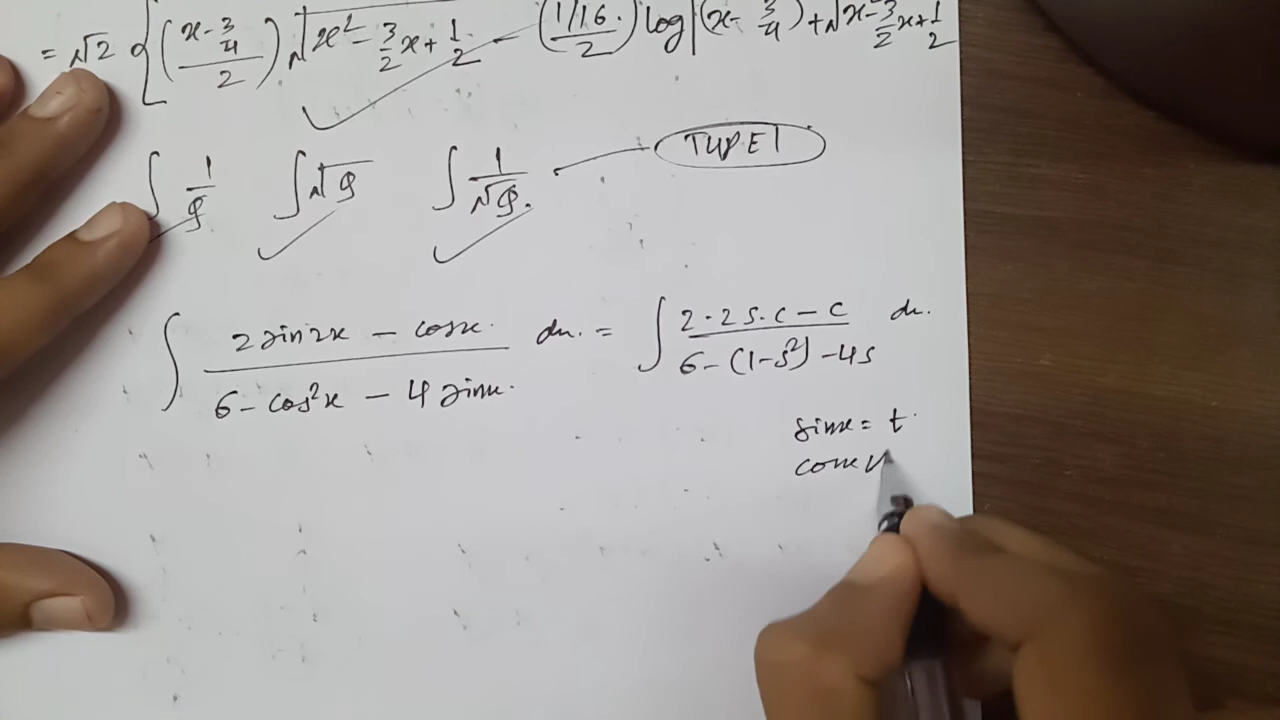 = √2 { ((x - 3/4)/2) √(x² - 3/2 x + 1/2) - ((1/16)/2) log|(x - 3/4) + √(x² - 3/2 x + 1/2)
∫ 1/Q ∫ √Q ∫ 1/√Q. TYPE 1
∫ (2 sin2x - cosx)/(6 - cos²x - 4 sinx) dx. = ∫ (2·2s·c - c)/(6 - (1 - s²) - 4s) dx.
sinx = t
cosx